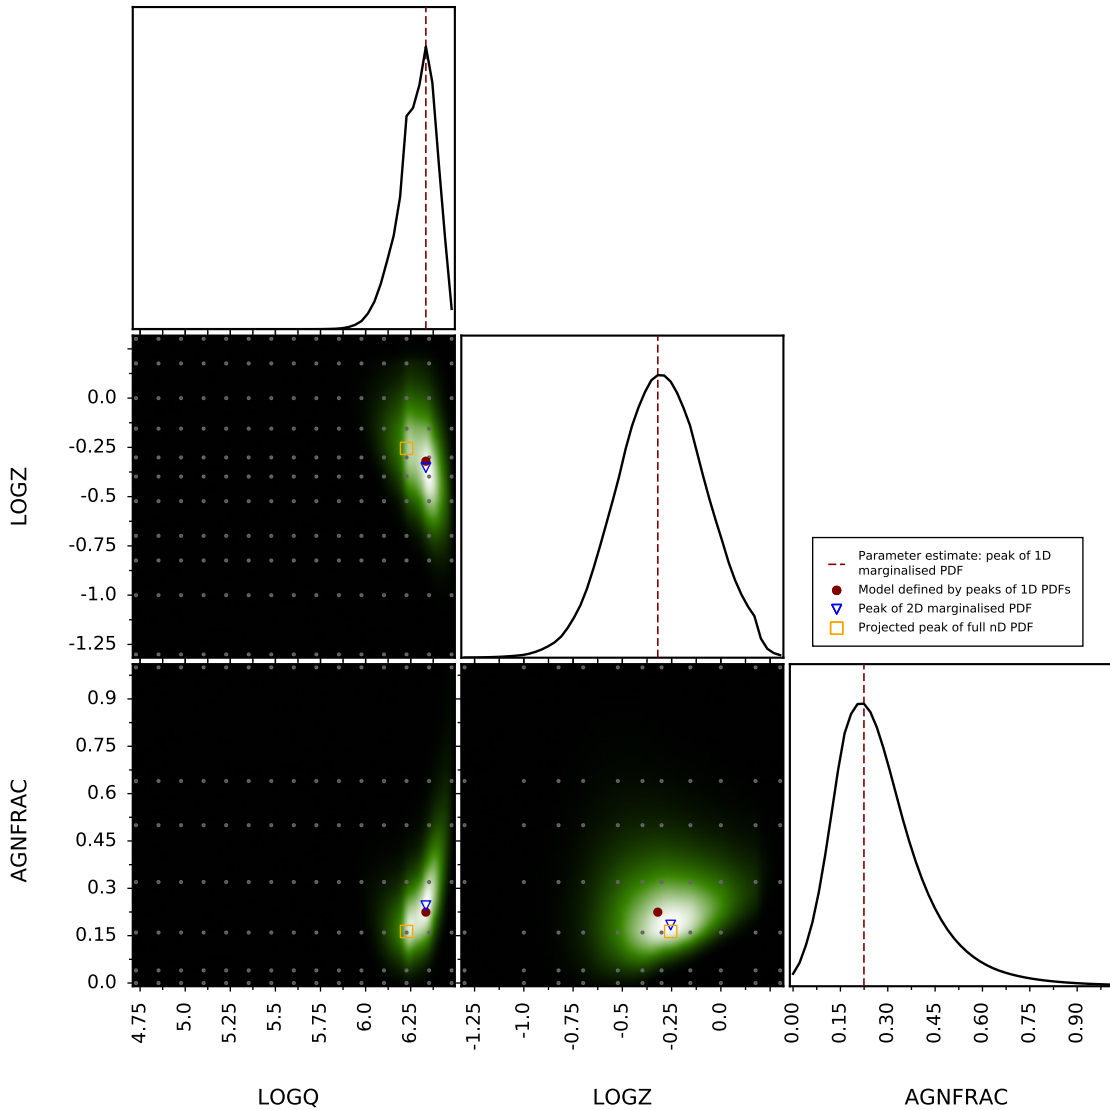 0.0
-0.25
-0.5
-0.75
-1.0
-1.25
LOGZ
Parameter estimate: peak of 1D
marginalised PDF
Model defined by peaks of 1D PDFs
Peak of 2D marginalised PDF
Projected peak of full nD PDF
0.9
0.75
0.6
0.45
0.3
0.15
0.0
AGNFRAC
4.75 5.0 5.25 5.5 5.75 6.0 6.25
-1.25 -1.0 -0.75 -0.5 -0.25 0.0
0.00 0.15 0.30 0.45 0.60 0.75 0.90
LOGQ LOGZ AGNFRAC